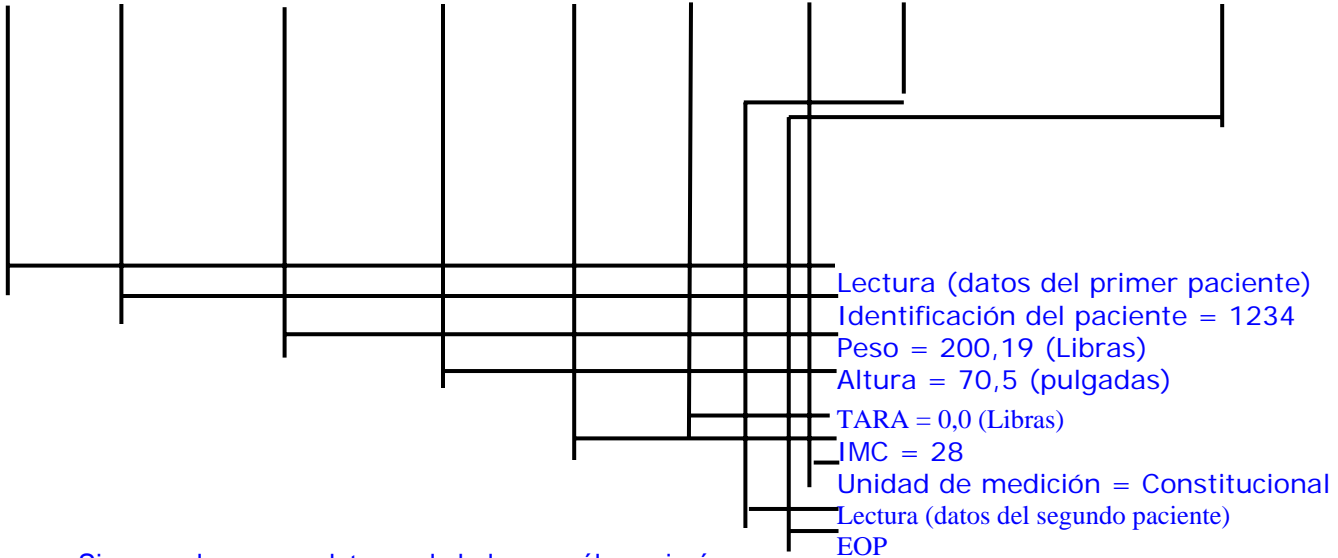 Lectura (datos del primer paciente)
Identificación del paciente = 1234
Peso = 200,19 (Libras)
Altura = 70,5 (pulgadas)
TARA = 0,0 (Libras)
IMC = 28
Unidad de medición = Constitucional
Lectura (datos del segundo paciente)
EOP